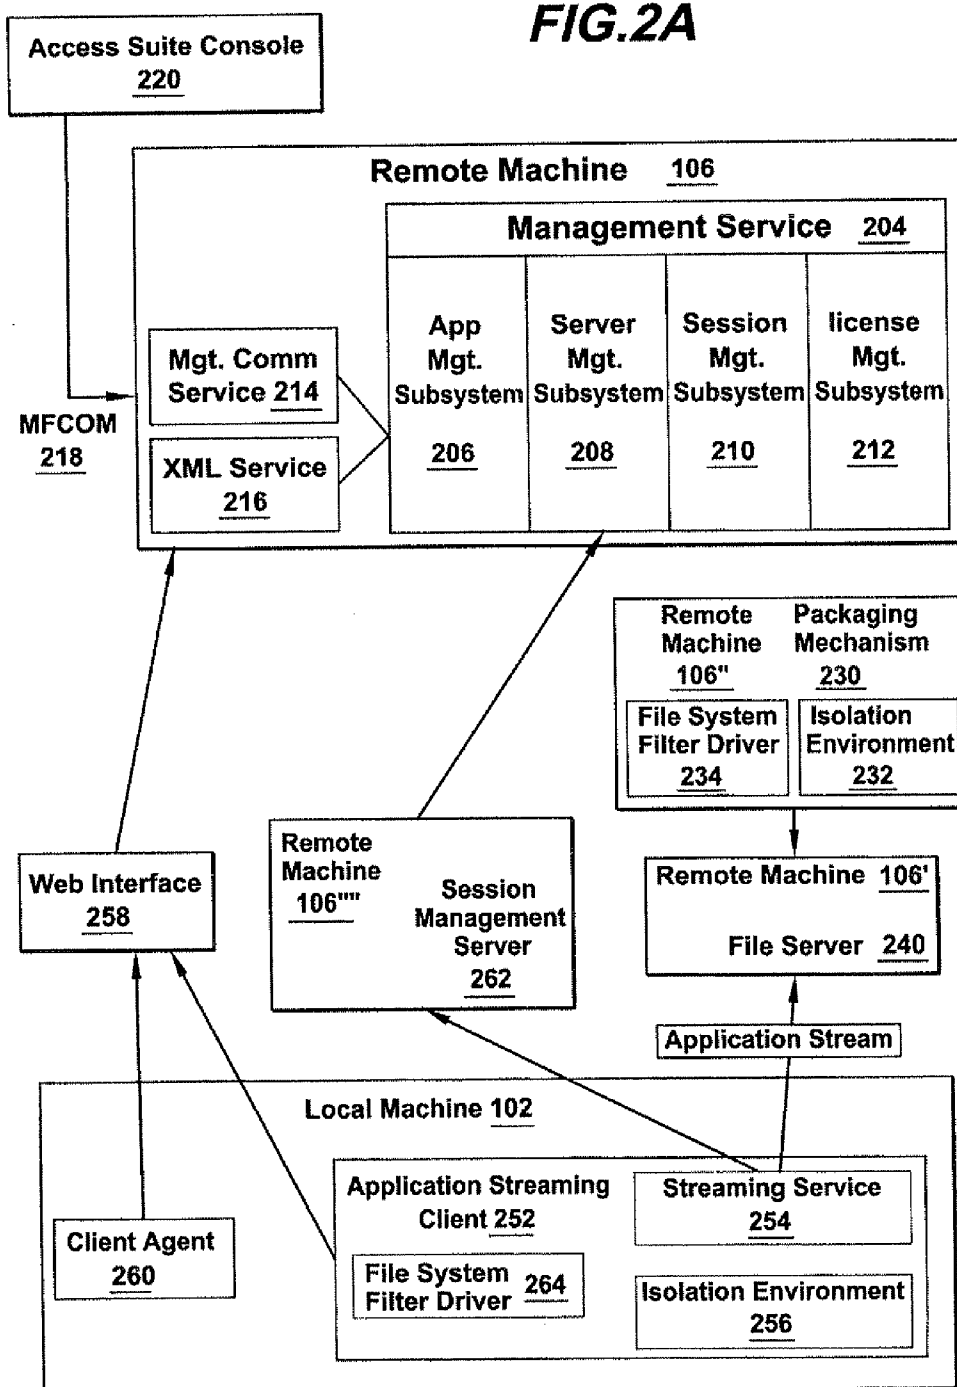 FIG.2A
Access Suite Console
220
Remote Machine 106
Management Service 204
App
Mgt.
Subsystem
206
Server
Mgt.
Subsystem
208
Session
Mgt.
Subsystem
210
license
Mgt.
Subsystem
212
Mgt. Comm
Service 214
XML Service
216
MFCOM
218
Remote
Machine
106"
Packaging
Mechanism
230
File System
Filter Driver
234
Isolation
Environment
232
Web Interface
258
Remote
Machine
106""
Session
Management
Server
262
Remote Machine 106'
File Server 240
Application Stream
Local Machine 102
Client Agent
260
Application Streaming
Client 252
File System
Filter Driver 264
Streaming Service
254
Isolation Environment
256